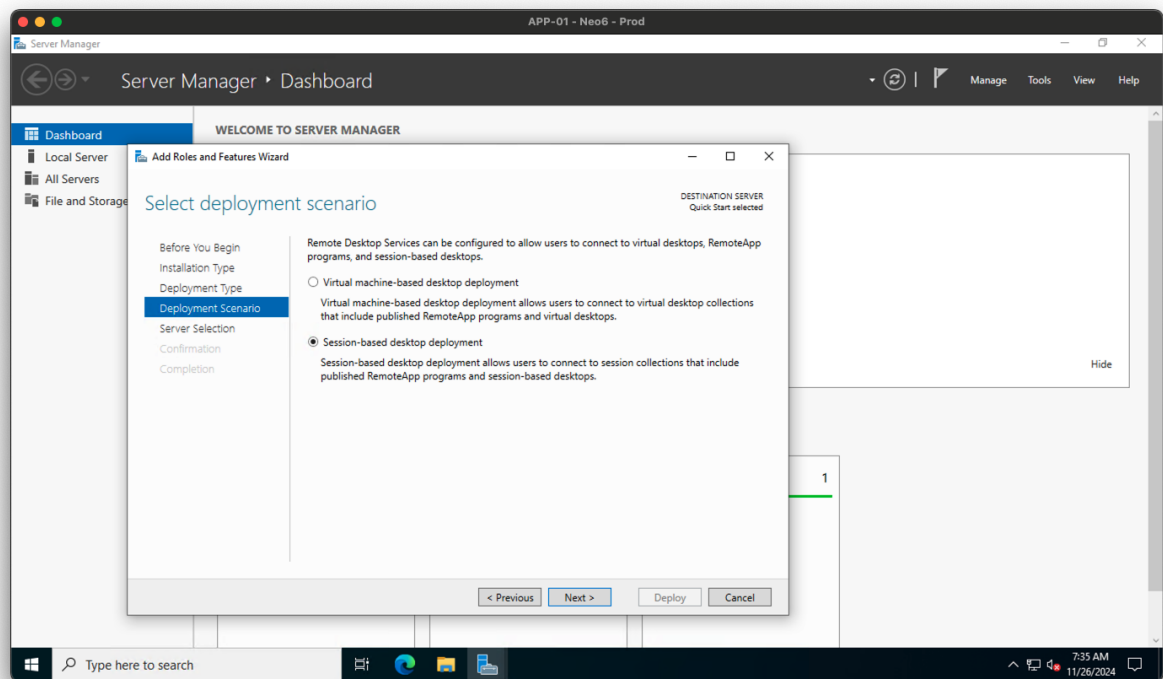 APP-01 - Neo6 - Prod
Server Manager
Server Manager • Dashboard
Manage Tools View Help
Dashboard
Local Server
All Servers
File and Storage
WELCOME TO SERVER MANAGER
Add Roles and Features Wizard
Select deployment scenario
DESTINATION SERVER
Quick Start selected
Before You Begin
Installation Type
Deployment Type
Deployment Scenario
Server Selection
Confirmation
Completion
Remote Desktop Services can be configured to allow users to connect to virtual desktops, RemoteApp
programs, and session-based desktops.
Virtual machine-based desktop deployment
Virtual machine-based desktop deployment allows users to connect to virtual desktop collections
that include published RemoteApp programs and virtual desktops.
Session-based desktop deployment
Session-based desktop deployment allows users to connect to session collections that include
published RemoteApp programs and session-based desktops.
< Previous Next > Deploy Cancel
Hide
1
Type here to search
7:35 AM
11/26/2024